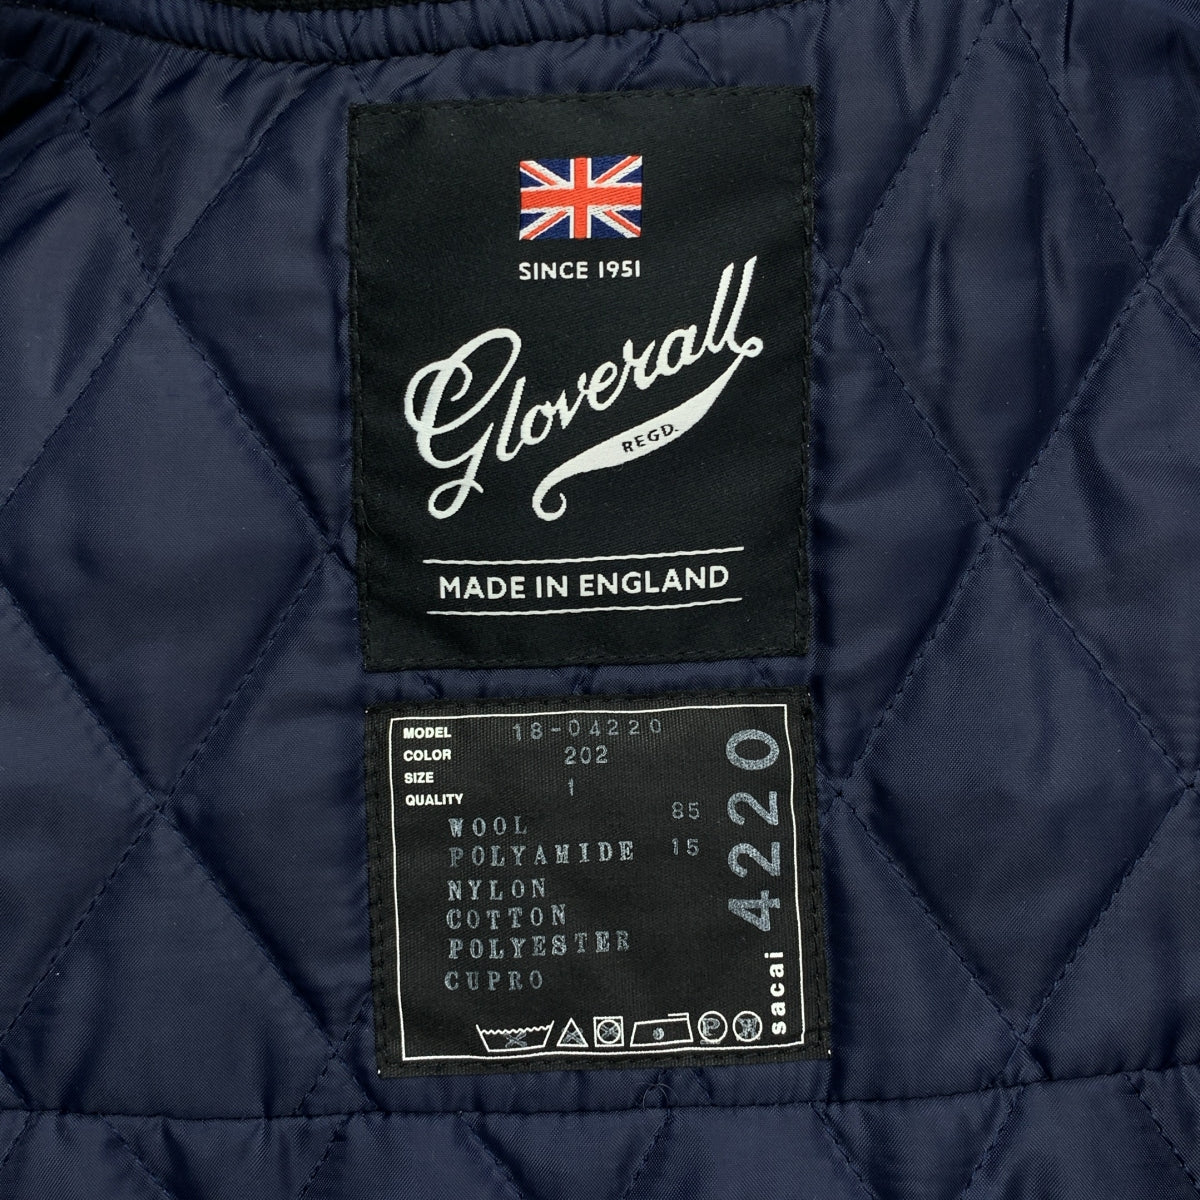 SINCE 1951
Gloverall
REGD.
MADE IN ENGLAND
MODEL 18-04220
COLOR 202
SIZE 1
QUALITY
WOOL 85
POLYAMIDE 15
NYLON
COTTON
POLYESTER
CUPRO
P
sacai 4220